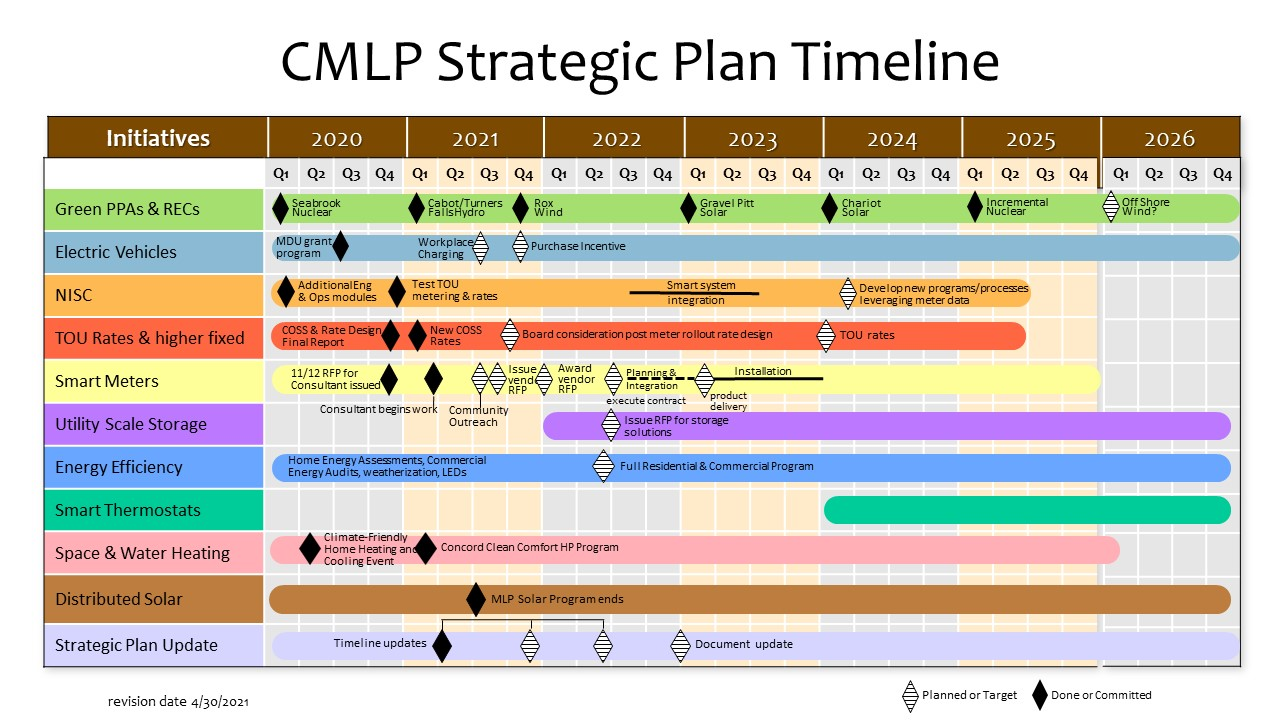 CMLP Strategic Plan Timeline
Initiatives 2020 2021 2022 2023 2024 2025 2026
Q1 Q2 Q3 Q4 Q1 Q2 Q3 Q4 Q1 Q2 Q3 Q4 Q1 Q2 Q3 Q4 Q1 Q2 Q3 Q4 Q1 Q2 Q3 Q4 Q1 Q2 Q3 Q4
Green PPAs & RECs
Seabrook
Nuclear
Cabot/Turners
Falls Hydro
Rox
Wind
Gravel Pitt
Solar
Chariot
Solar
Incremental
Nuclear
Off Shore
Wind?
Electric Vehicles
MDU grant
program
Workplace
Charging
Purchase Incentive
NISC
Additional Eng
& Ops modules
Test TOU
metering & rates
Smart system
integration
Develop new programs/processes
leveraging meter data
TOU Rates & higher fixed
COSS & Rate Design
Final Report
New COSS
Rates
Board consideration post meter rollout rate design
TOU rates
Smart Meters
11/12 RFP for
Consultant issued
Consultant begins work
Community
Outreach
Issue
vendor
RFP
Award
vendor
RFP
Planning &
Integration
execute contract
Installation
product
delivery
Utility Scale Storage
Issue RFP for storage
solutions
Energy Efficiency
Home Energy Assessments, Commercial
Energy Audits, weatherization, LEDs
Full Residential & Commercial Program
Smart Thermostats
Space & Water Heating
Climate-Friendly
Home Heating and
Cooling Event
Concord Clean Comfort HP Program
Distributed Solar
MLP Solar Program ends
Strategic Plan Update
Timeline updates
Document update
revision date 4/30/2021
Planned or Target
Done or Committed